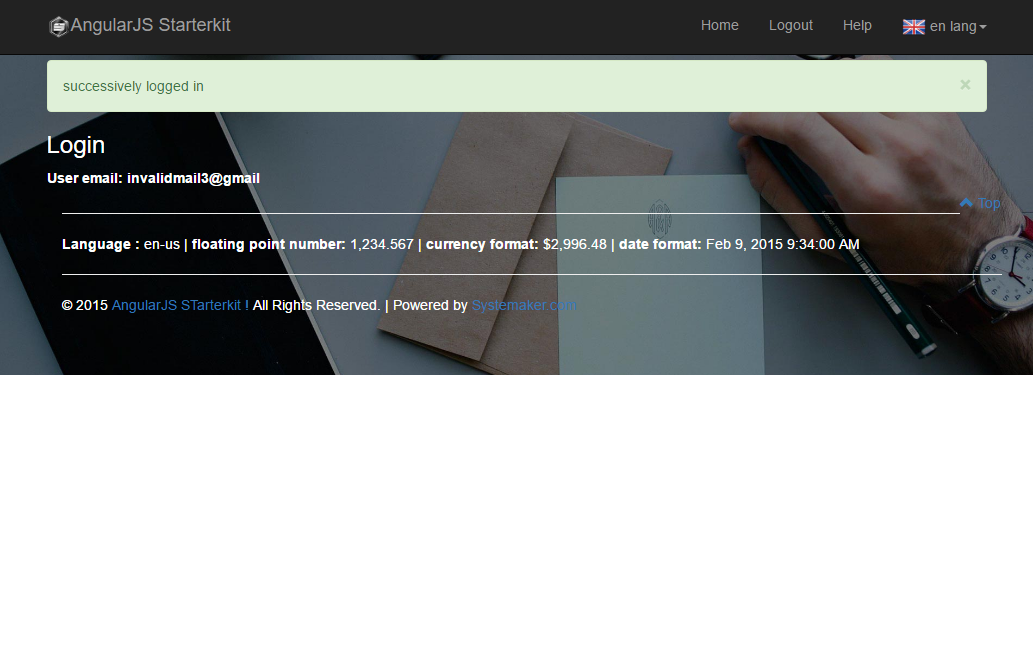 AngularJS Starterkit Home Logout Help en lang
successively logged in ×
Login
User email: invalidmail3@gmail
Top
Language : en-us | floating point number: 1,234.567 | currency format: $2,996.48 | date format: Feb 9, 2015 9:34:00 AM
© 2015 AngularJS STarterkit ! All Rights Reserved. | Powered by Systemaker.com